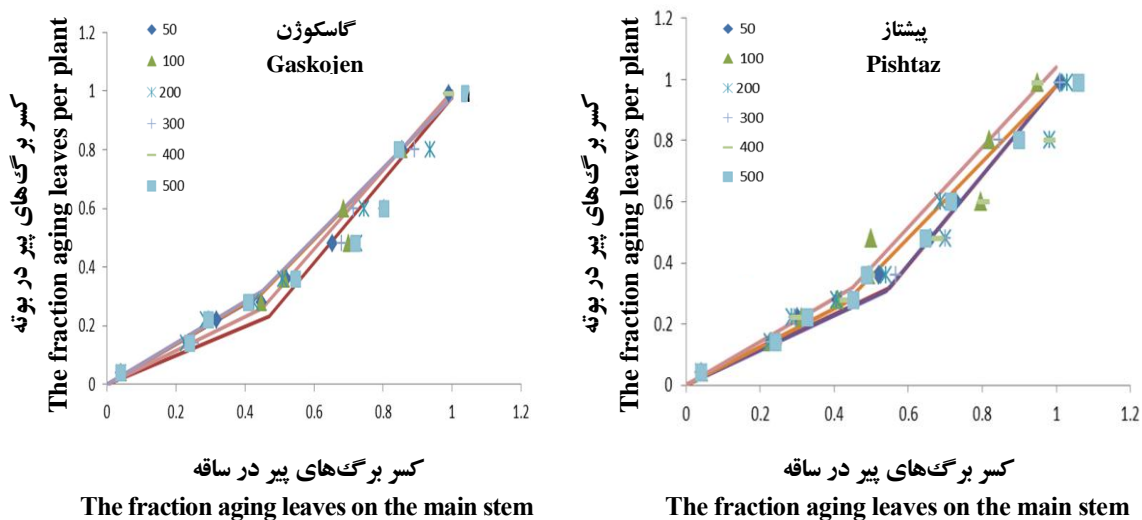 گاسکوژن
Gaskojen
50
100
200
300
400
500
کسر برگ‌های پیر در بوته
The fraction aging leaves per plant
1.2
1
0.8
0.6
0.4
0.2
0
0 0.2 0.4 0.6 0.8 1 1.2
کسر برگ‌های پیر در ساقه
The fraction aging leaves on the main stem
پیشتاز
Pishtaz
50
100
200
300
400
500
کسر برگ‌های پیر در بوته
The fraction aging leaves per plant
1.2
1
0.8
0.6
0.4
0.2
0
0 0.2 0.4 0.6 0.8 1 1.2
کسر برگ‌های پیر در ساقه
The fraction aging leaves on the main stem